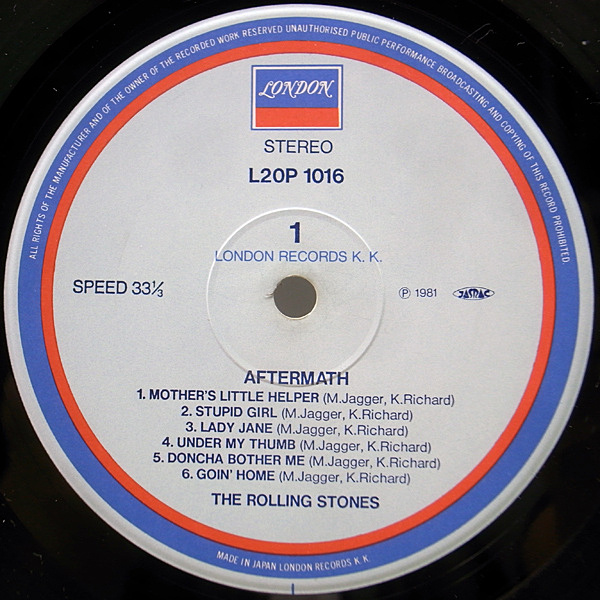 ALL RIGHTS OF THE MANUFACTURER AND OF THE OWNER OF THE RECORDED WORK RESERVED UNAUTHORISED PUBLIC PERFORMANCE BROADCASTING AND COPYING OF THIS RECORD PROHIBITED
LONDON
STEREO
L20P 1016
1
LONDON RECORDS K. K.
SPEED 33⅓
℗ 1981 JASRAC
AFTERMATH
1. MOTHER'S LITTLE HELPER (M.Jagger, K.Richard)
2. STUPID GIRL (M.Jagger, K.Richard)
3. LADY JANE (M.Jagger, K.Richard)
4. UNDER MY THUMB (M.Jagger, K.Richard)
5. DONCHA BOTHER ME (M.Jagger, K.Richard)
6. GOIN' HOME (M.Jagger, K.Richard)
THE ROLLING STONES
MADE IN JAPAN LONDON RECORDS K. K